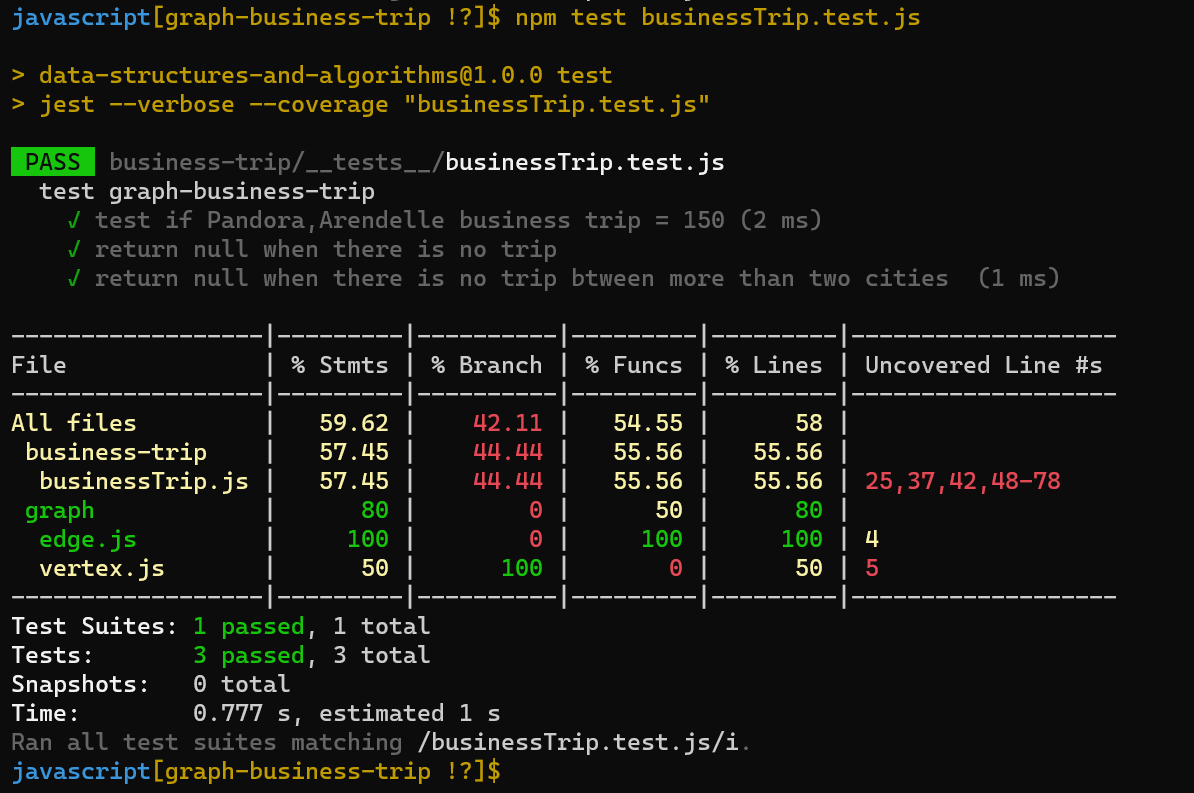 javascript[graph-business-trip !?]$ npm test businessTrip.test.js
> data-structures-and-algorithms@1.0.0 test
> jest --verbose --coverage "businessTrip.test.js"
PASS business-trip/__tests__/businessTrip.test.js
  test graph-business-trip
    √ test if Pandora,Arendelle business trip = 150 (2 ms)
    √ return null when there is no trip
    √ return null when there is no trip btween more than two cities  (1 ms)
------------------|---------|----------|---------|---------|-------------------
File              | % Stmts | % Branch | % Funcs | % Lines | Uncovered Line #s
------------------|---------|----------|---------|---------|-------------------
All files         |   59.62 |    42.11 |   54.55 |      58 |
 business-trip    |   57.45 |    44.44 |   55.56 |   55.56 |
  businessTrip.js |   57.45 |    44.44 |   55.56 |   55.56 | 25,37,42,48-78
 graph            |      80 |        0 |      50 |      80 |
  edge.js         |     100 |        0 |     100 |     100 | 4
  vertex.js       |      50 |      100 |       0 |      50 | 5
------------------|---------|----------|---------|---------|-------------------
Test Suites: 1 passed, 1 total
Tests:       3 passed, 3 total
Snapshots:   0 total
Time:        0.777 s, estimated 1 s
Ran all test suites matching /businessTrip.test.js/i.
javascript[graph-business-trip !?]$